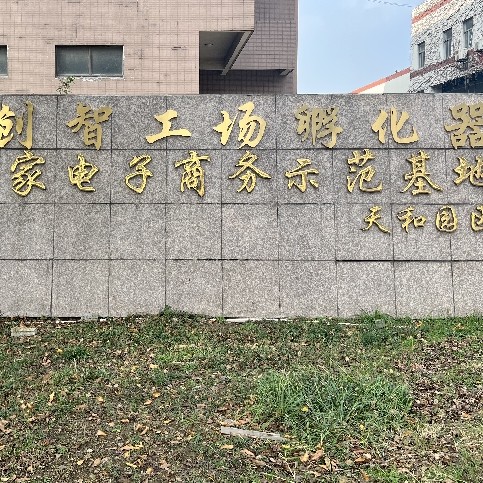 创智工场孵化器
家电子商务示范基地
天和园区